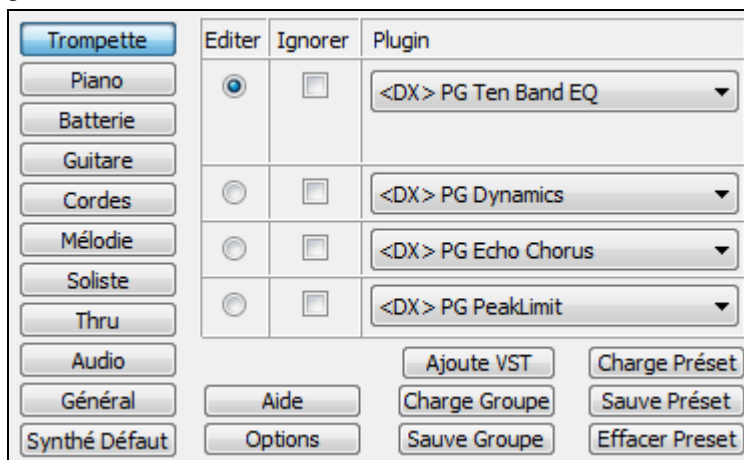 Trompette Editer Ignorer Plugin
Piano <DX> PG Ten Band EQ
Batterie
Guitare
Cordes <DX> PG Dynamics
Mélodie <DX> PG Echo Chorus
Soliste
Thru <DX> PG PeakLimit
Audio Ajoute VST Charge Préset
Général Aide Charge Groupe Sauve Préset
Synthé Défaut Options Sauve Groupe Effacer Preset